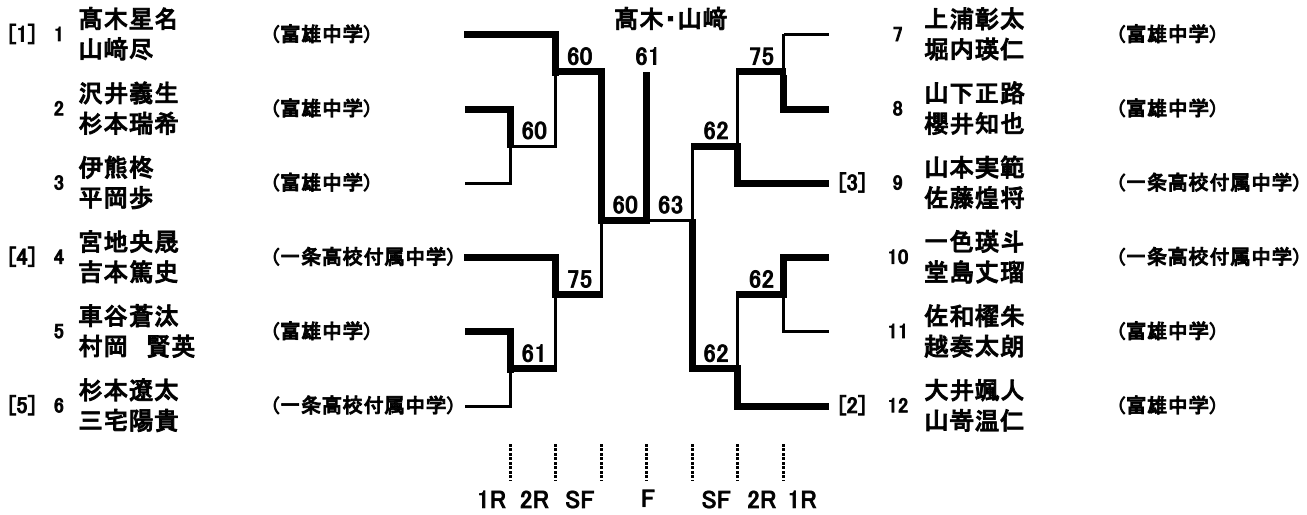 髙木・山﨑
[1] 1 髙木星名
山﨑尽 (富雄中学)
2 沢井義生
杉本瑞希 (富雄中学)
3 伊熊柊
平岡歩 (富雄中学)
[4] 4 宮地央晟
吉本篤史 (一条高校付属中学)
5 車谷蒼汰
村岡　賢英 (富雄中学)
[5] 6 杉本遼太
三宅陽貴 (一条高校付属中学)
60
60
75
61
60
61
63
7 上浦彰太
堀内瑛仁 (富雄中学)
8 山下正路
櫻井知也 (富雄中学)
[3] 9 山本実範
佐藤煌将 (一条高校付属中学)
10 一色瑛斗
堂島丈瑠 (一条高校付属中学)
11 佐和櫂朱
越奏太朗 (富雄中学)
[2] 12 大井颯人
山嵜温仁 (富雄中学)
75
62
62
62
1R 2R SF F SF 2R 1R